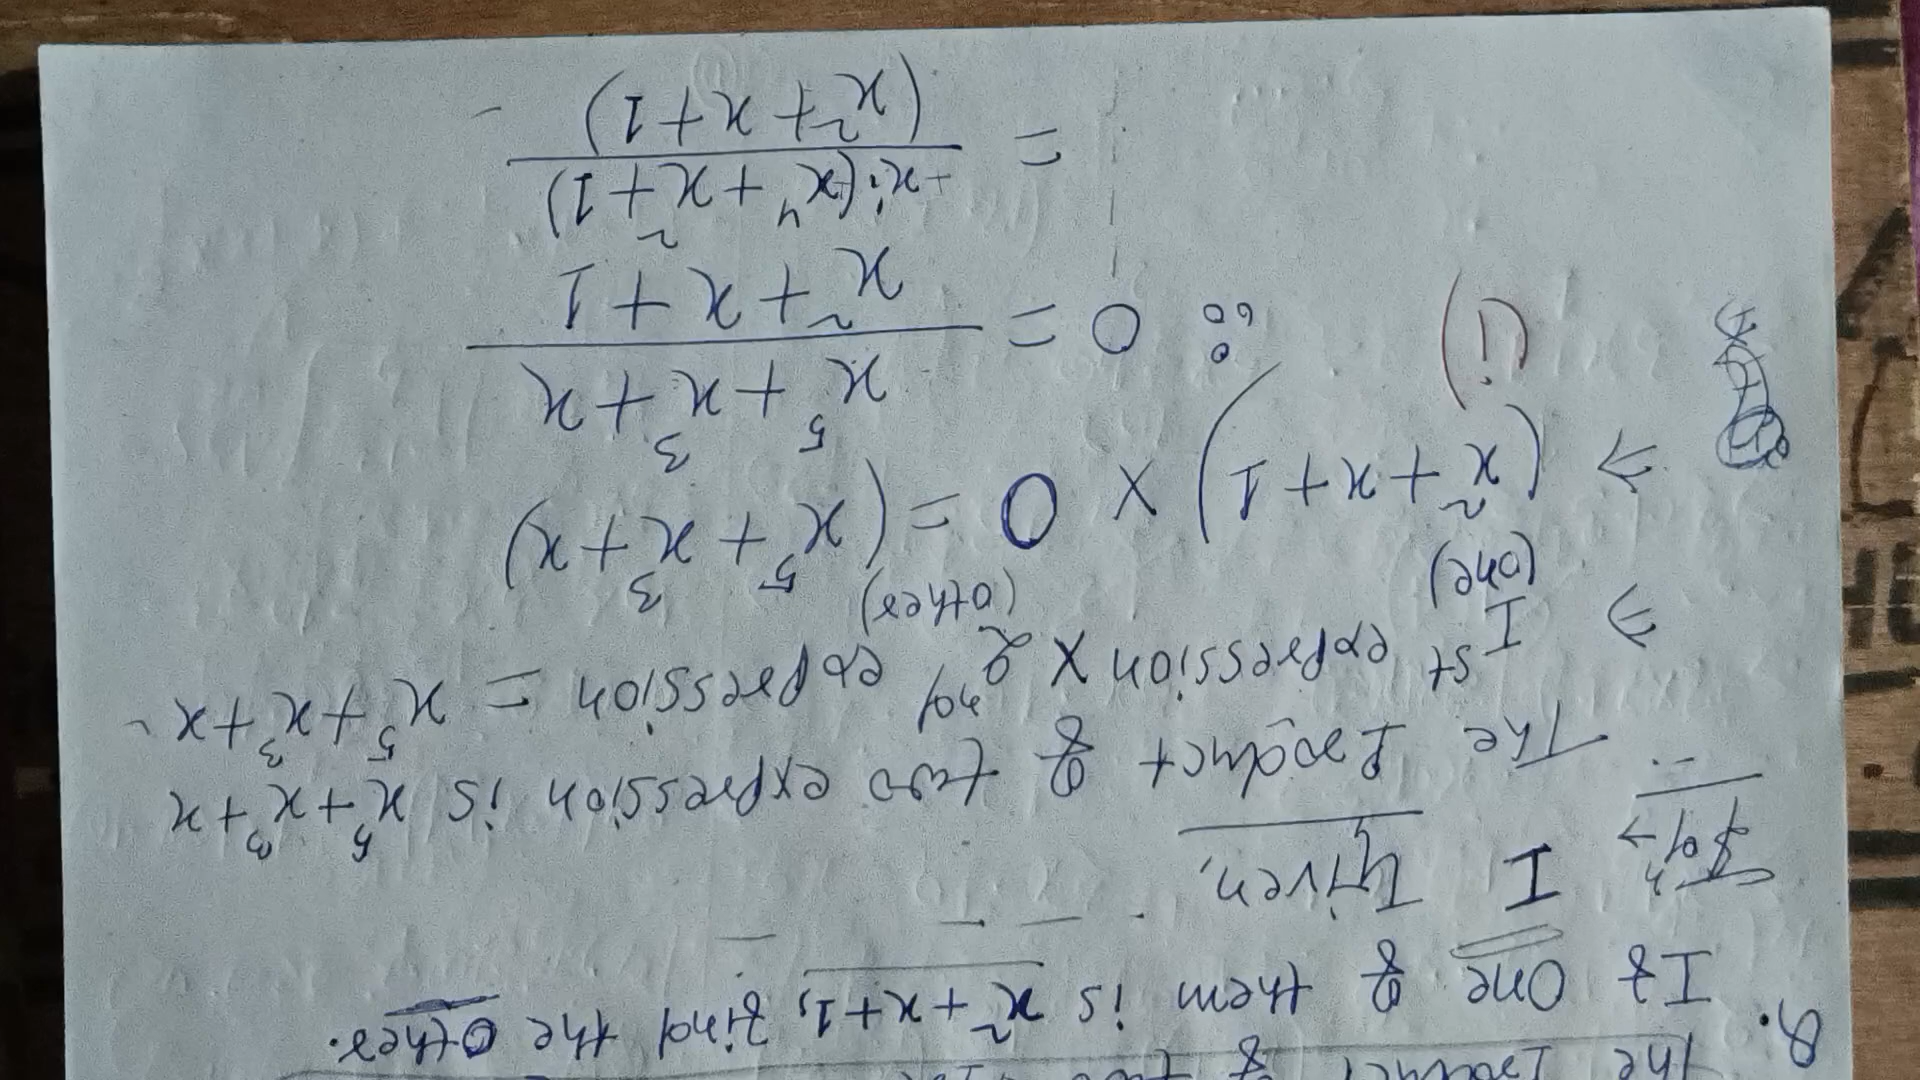 The Product of two
Q. If one of them is x²+x+1, find the other.
Solⁿ → I Given,
The Product of two expression is x⁵+x³+x
⇒ Ist expression × 2nd expression = x⁵+x³+x
(one) (other)
⇒ (x²+x+1) × O = (x⁵+x³+x)
(i) ∴ O = x⁵+x³+x / x²+x+1
= x(x⁴+x²+1) / (x²+x+1)